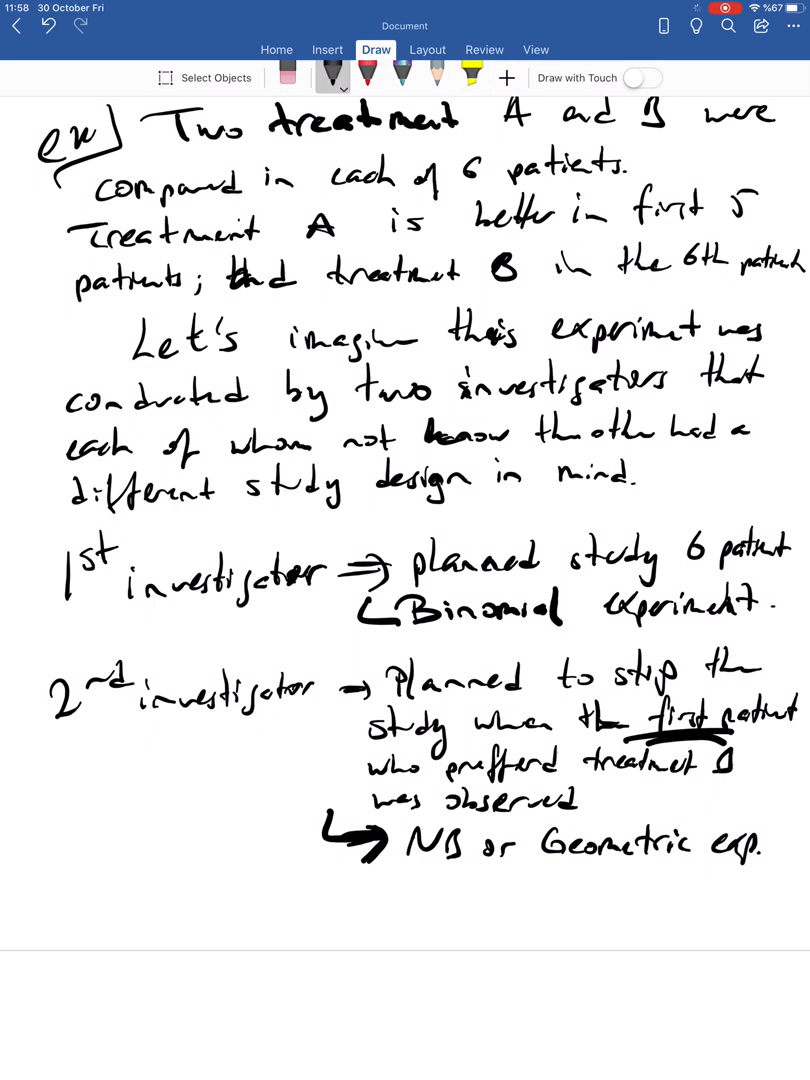 11:58 30 October Fri %67
Document
Home Insert Draw Layout Review View
Select Objects Draw with Touch
ex] Two treatment A and B were
compared in each of 6 patients.
Treatment A is better in first 5
patients; and treatment B in the 6th patient
Let's imagine this experiment was
conducted by two investigators that
each of whom not know the other had a
different study design in mind.
1st investigator ⇒ planned study 6 patient
↳ Binomial experiment.
2nd investigator → Planned to stop the
study when the first patient
who preffered treatment B
was observed
↳ NB or Geometric exp.